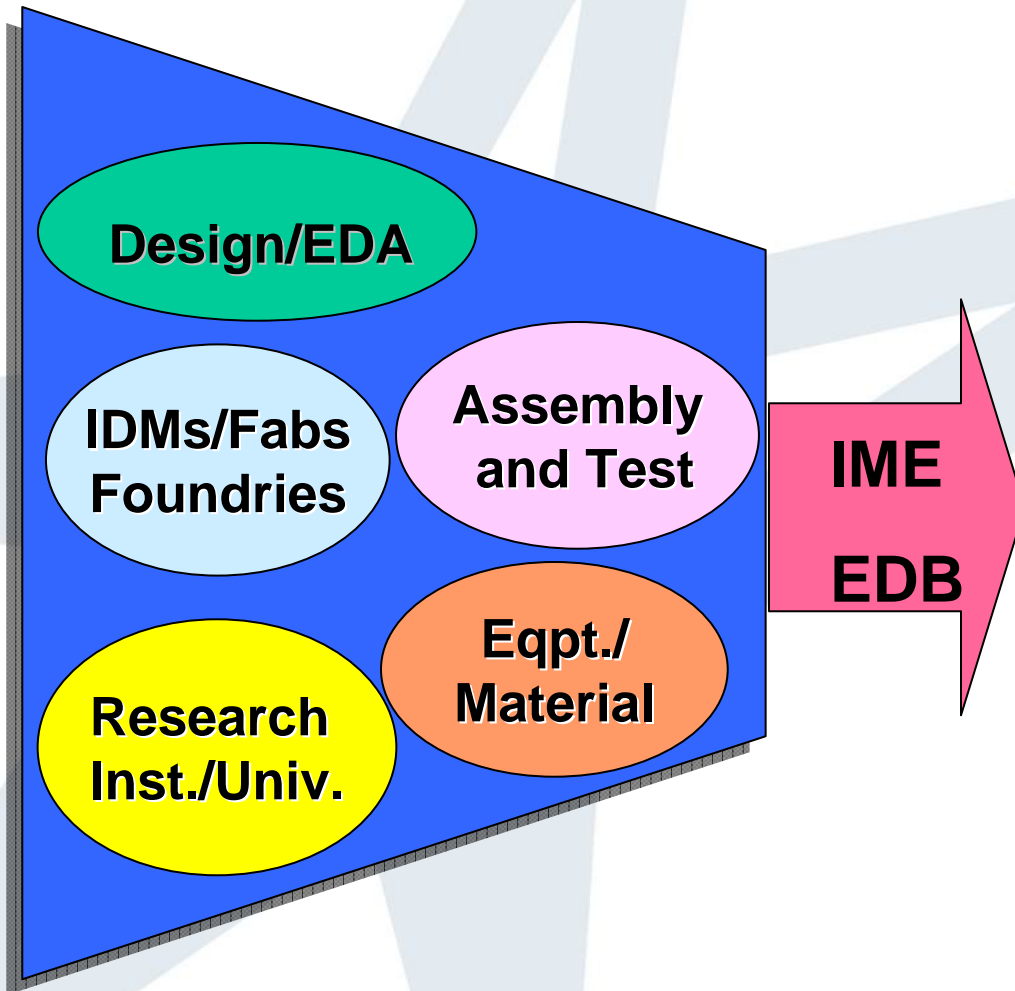 Design/EDA
IDMs/Fabs
Foundries
Assembly
and Test
Eqpt./
Material
Research
Inst./Univ.
IME
EDB